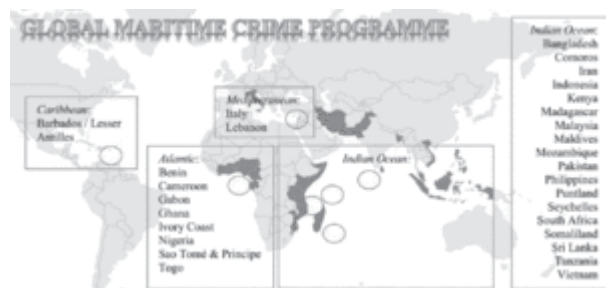 GLOBAL MARITIME CRIME PROGRAMME
Caribbean:
Barbados / Lesser
Antilles
Mediterranean:
Italy
Lebanon
Atlantic:
Benin
Cameroon
Gabon
Ghana
Ivory Coast
Nigeria
Sao Tomé & Principe
Togo
Indian Ocean:
Indian Ocean:
Bangladesh
Comoros
Iran
Indonesia
Kenya
Madagascar
Malaysia
Maldives
Mozambique
Pakistan
Philippines
Puntland
Seychelles
South Africa
Somaliland
Sri Lanka
Tanzania
Vietnam